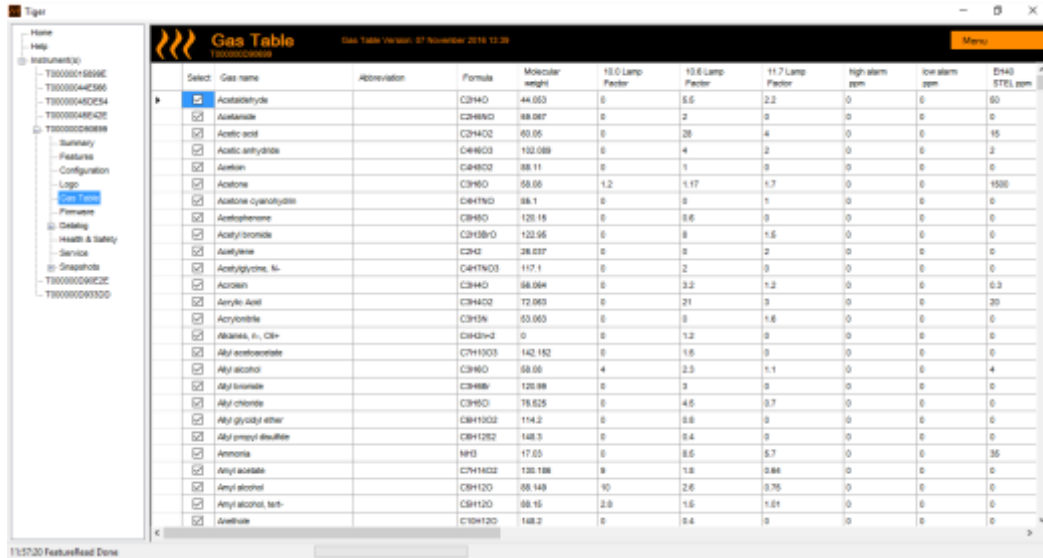 Tiger
Home
Help
Instrument(s)
Summary
Features
Configuration
Logo
Gas Table
Firmware
Datalog
Health & Safety
Service
Snapshots
Gas Table
Gas Table Version: 07 November 2016 13:39
Menu
Select Gas name Abbreviation Formula Molecular weight 10.0 Lamp Factor 10.6 Lamp Factor 11.7 Lamp Factor high alarm ppm low alarm ppm EH40 STEL ppm
Acetaldehyde C2H4O 44.053 0 5.5 2.2 0 0 50
Acetamide C2H5NO 59.067 0 2 0 0 0 0
Acetic acid C2H4O2 60.05 0 28 4 0 0 15
Acetic anhydride C4H6O3 102.089 0 4 2 0 0 2
Acetoin C4H8O2 88.11 0 1 0 0 0 0
Acetone C3H6O 58.08 1.2 1.17 1.7 0 0 1500
Acetone cyanohydrin C4H7NO 85.1 0 0 1 0 0 0
Acetophenone C8H8O 120.15 0 0.6 0 0 0 0
Acetyl bromide C2H3BrO 122.95 0 8 1.5 0 0 0
Acetylene C2H2 26.037 0 0 2 0 0 0
Acetylglycine, N- C4H7NO3 117.1 0 2 0 0 0 0
Acrolein C3H4O 56.064 0 3.2 1.2 0 0 0.3
Acrylic Acid C3H4O2 72.063 0 21 3 0 0 20
Acrylonitrile C3H3N 53.063 0 0 1.6 0 0 0
Alkanes, n-, C6+ CnH2n+2 0 0 1.2 0 0 0 0
Allyl acetoacetate C7H10O3 142.152 0 1.5 0 0 0 0
Allyl alcohol C3H6O 58.08 4 2.3 1.1 0 0 4
Allyl bromide C3H5Br 120.99 0 3 0 0 0 0
Allyl chloride C3H5Cl 76.525 0 4.5 0.7 0 0 0
Allyl glycidyl ether C6H10O2 114.2 0 0.8 0 0 0 0
Allyl propyl disulfide C6H12S2 148.3 0 0.4 0 0 0 0
Ammonia NH3 17.03 0 8.5 5.7 0 0 35
Amyl acetate C7H14O2 130.186 9 1.8 0.94 0 0 0
Amyl alcohol C5H12O 88.148 10 2.6 0.75 0 0 0
Amyl alcohol, tert- C5H12O 88.15 2.8 1.5 1.01 0 0 0
Anethole C10H12O 148.2 0 0.4 0 0 0 0
11:57:20 FeatureRead Done